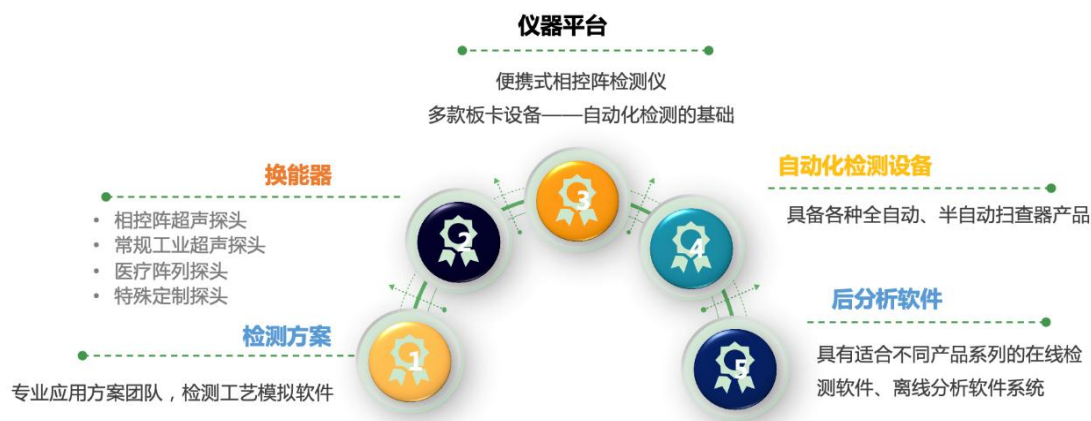 仪器平台
便携式相控阵检测仪
多款板卡设备——自动化检测的基础
换能器
• 相控阵超声探头
• 常规工业超声探头
• 医疗阵列探头
• 特殊定制探头
检测方案
专业应用方案团队，检测工艺模拟软件
1
2
3
4
5
自动化检测设备
具备各种全自动、半自动扫查器产品
后分析软件
具有适合不同产品系列的在线检
测软件、离线分析软件系统